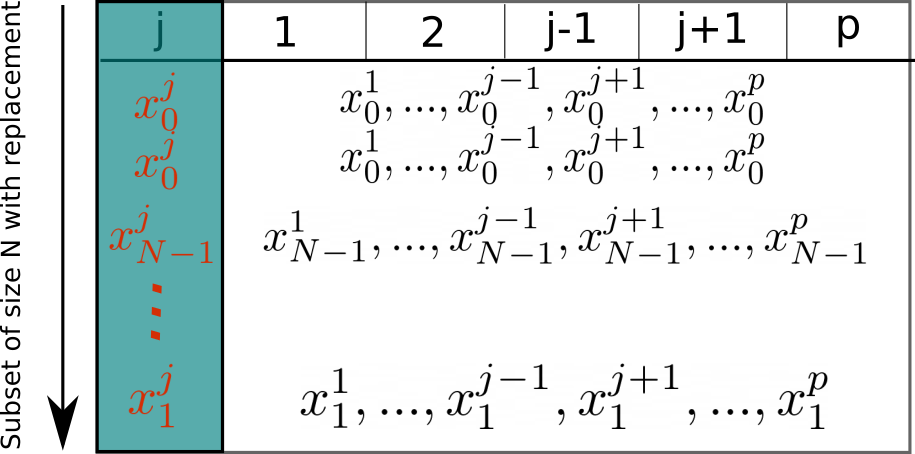 Subset of size N with replacement
j 1 2 j-1 j+1 p
x_0^j x_0^1, ..., x_0^{j-1}, x_0^{j+1}, ..., x_0^p
x_0^j x_0^1, ..., x_0^{j-1}, x_0^{j+1}, ..., x_0^p
x_{N-1}^j x_{N-1}^1, ..., x_{N-1}^{j-1}, x_{N-1}^{j+1}, ..., x_{N-1}^p
⋮
x_1^j x_1^1, ..., x_1^{j-1}, x_1^{j+1}, ..., x_1^p